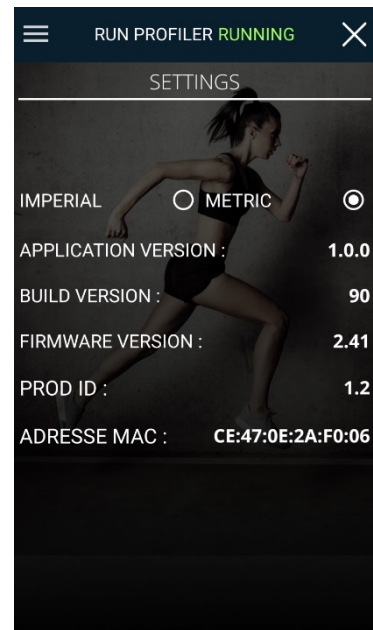 RUN PROFILER RUNNING
SETTINGS
IMPERIAL METRIC
APPLICATION VERSION : 1.0.0
BUILD VERSION : 90
FIRMWARE VERSION : 2.41
PROD ID : 1.2
ADRESSE MAC : CE:47:0E:2A:F0:06